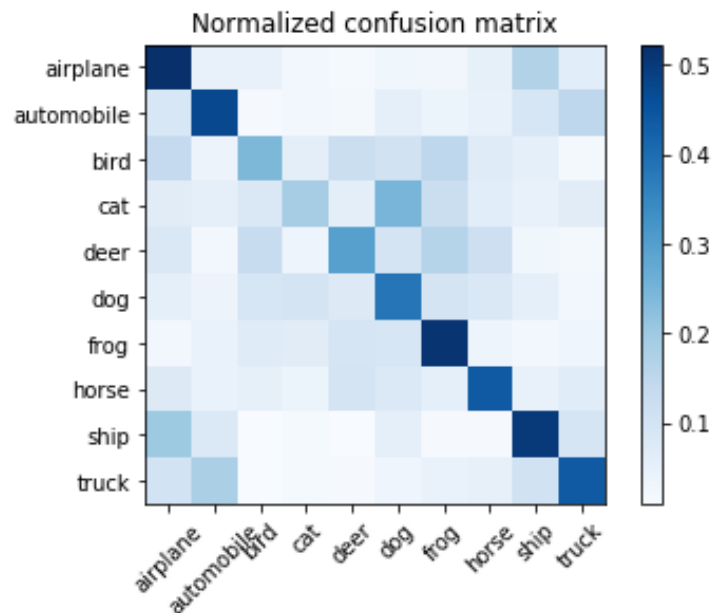 Normalized confusion matrix
airplane
automobile
bird
cat
deer
dog
frog
horse
ship
truck
airplane
automobile
bird
cat
deer
dog
frog
horse
ship
truck
0.5
0.4
0.3
0.2
0.1